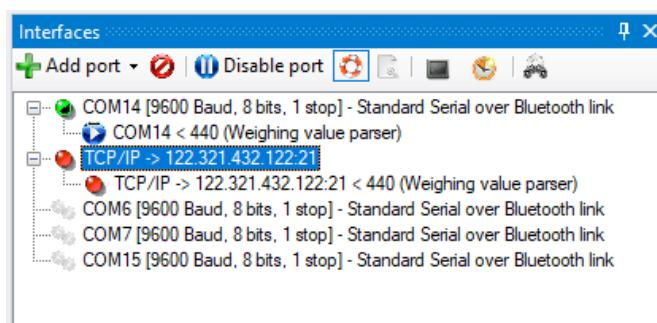 Interfaces
Add port Disable port
COM14 [9600 Baud, 8 bits, 1 stop] - Standard Serial over Bluetooth link
COM14 < 440 (Weighing value parser)
TCP/IP -> 122.321.432.122:21
TCP/IP -> 122.321.432.122:21 < 440 (Weighing value parser)
COM6 [9600 Baud, 8 bits, 1 stop] - Standard Serial over Bluetooth link
COM7 [9600 Baud, 8 bits, 1 stop] - Standard Serial over Bluetooth link
COM15 [9600 Baud, 8 bits, 1 stop] - Standard Serial over Bluetooth link